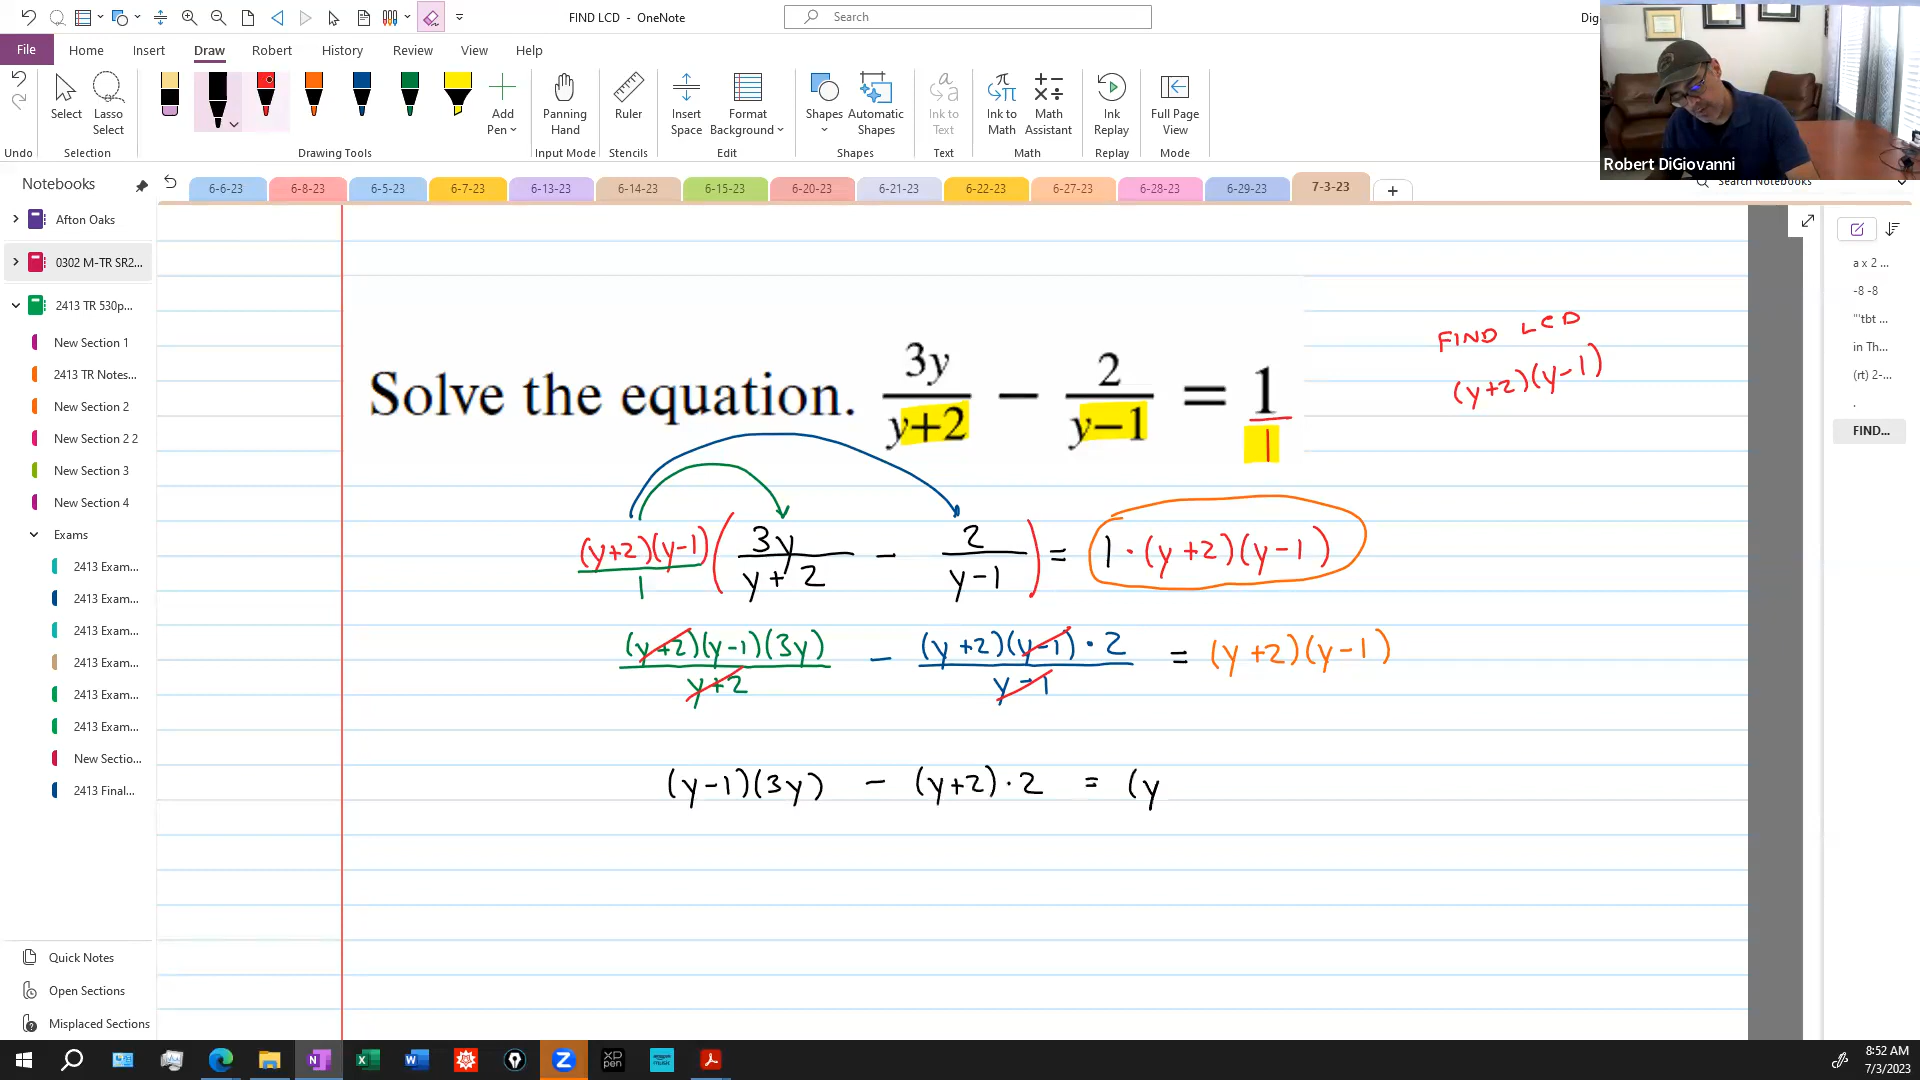 FIND LCD - OneNote
Search
Dig
File Home Insert Draw Robert History Review View Help
Select
Lasso Select
Add Pen
Panning Hand
Ruler
Insert Space
Format Background
Shapes
Automatic Shapes
Ink to Text
Ink to Math
Math Assistant
Ink Replay
Full Page View
Undo Selection Drawing Tools Input Mode Stencils Edit Shapes Text Math Replay Mode
Robert DiGiovanni
Notebooks
6-6-23 6-8-23 6-5-23 6-7-23 6-13-23 6-14-23 6-15-23 6-20-23 6-21-23 6-22-23 6-27-23 6-28-23 6-29-23 7-3-23 +
Search Notebooks
Afton Oaks
0302 M-TR SR2...
2413 TR 530p...
New Section 1
2413 TR Notes...
New Section 2
New Section 2 2
New Section 3
New Section 4
Exams
2413 Exam...
2413 Exam...
2413 Exam...
2413 Exam...
2413 Exam...
2413 Exam...
New Sectio...
2413 Final...
Quick Notes
Open Sections
Misplaced Sections
Solve the equation. 3y/y+2 − 2/y−1 = 1/1
FIND LCD
(y+2)(y-1)
(y+2)(y-1)/1 (3y/y+2 - 2/y-1) = 1·(y+2)(y-1)
(y+2)(y-1)(3y)/y+2 - (y+2)(y-1)·2/y-1 = (y+2)(y-1)
(y-1)(3y) - (y+2)·2 = (y
a x 2 ...
-8 -8
"'tbt ...
in Th...
(rt) 2-...
.
FIND...
8:52 AM
7/3/2023